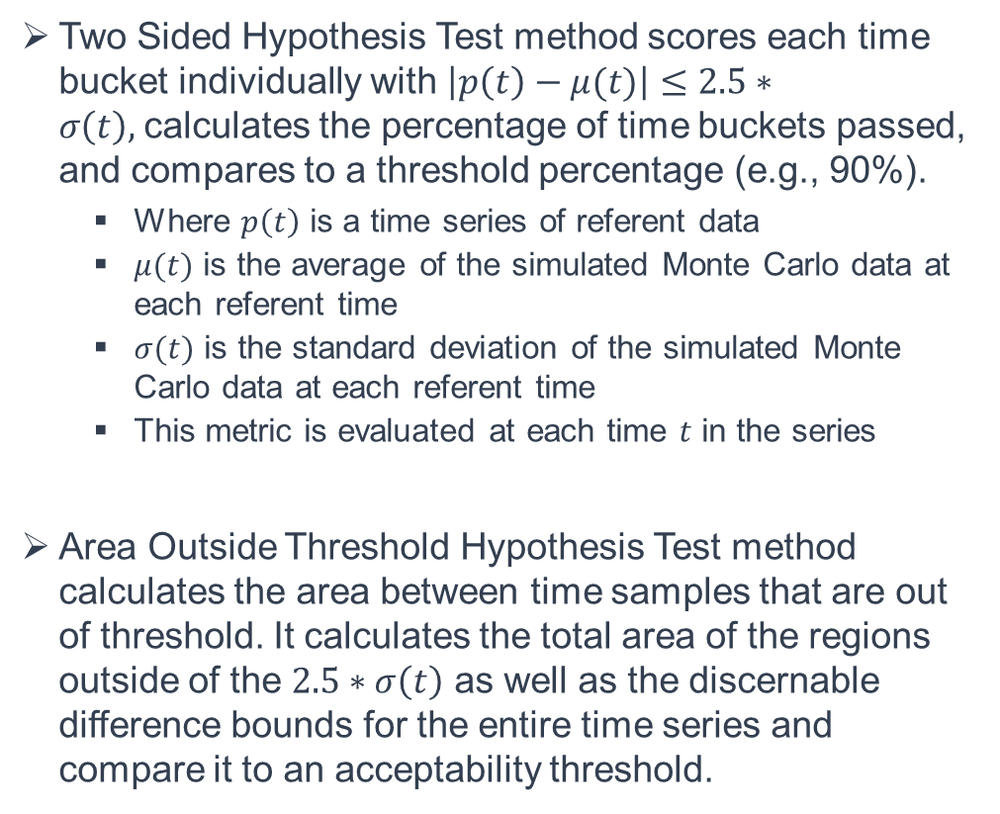 ➢ Two Sided Hypothesis Test method scores each time
bucket individually with |p(t) − μ(t)| ≤ 2.5 ∗
σ(t), calculates the percentage of time buckets passed,
and compares to a threshold percentage (e.g., 90%).
▪ Where p(t) is a time series of referent data
▪ μ(t) is the average of the simulated Monte Carlo data at
each referent time
▪ σ(t) is the standard deviation of the simulated Monte
Carlo data at each referent time
▪ This metric is evaluated at each time t in the series
➢ Area Outside Threshold Hypothesis Test method
calculates the area between time samples that are out
of threshold. It calculates the total area of the regions
outside of the 2.5 ∗ σ(t) as well as the discernable
difference bounds for the entire time series and
compare it to an acceptability threshold.